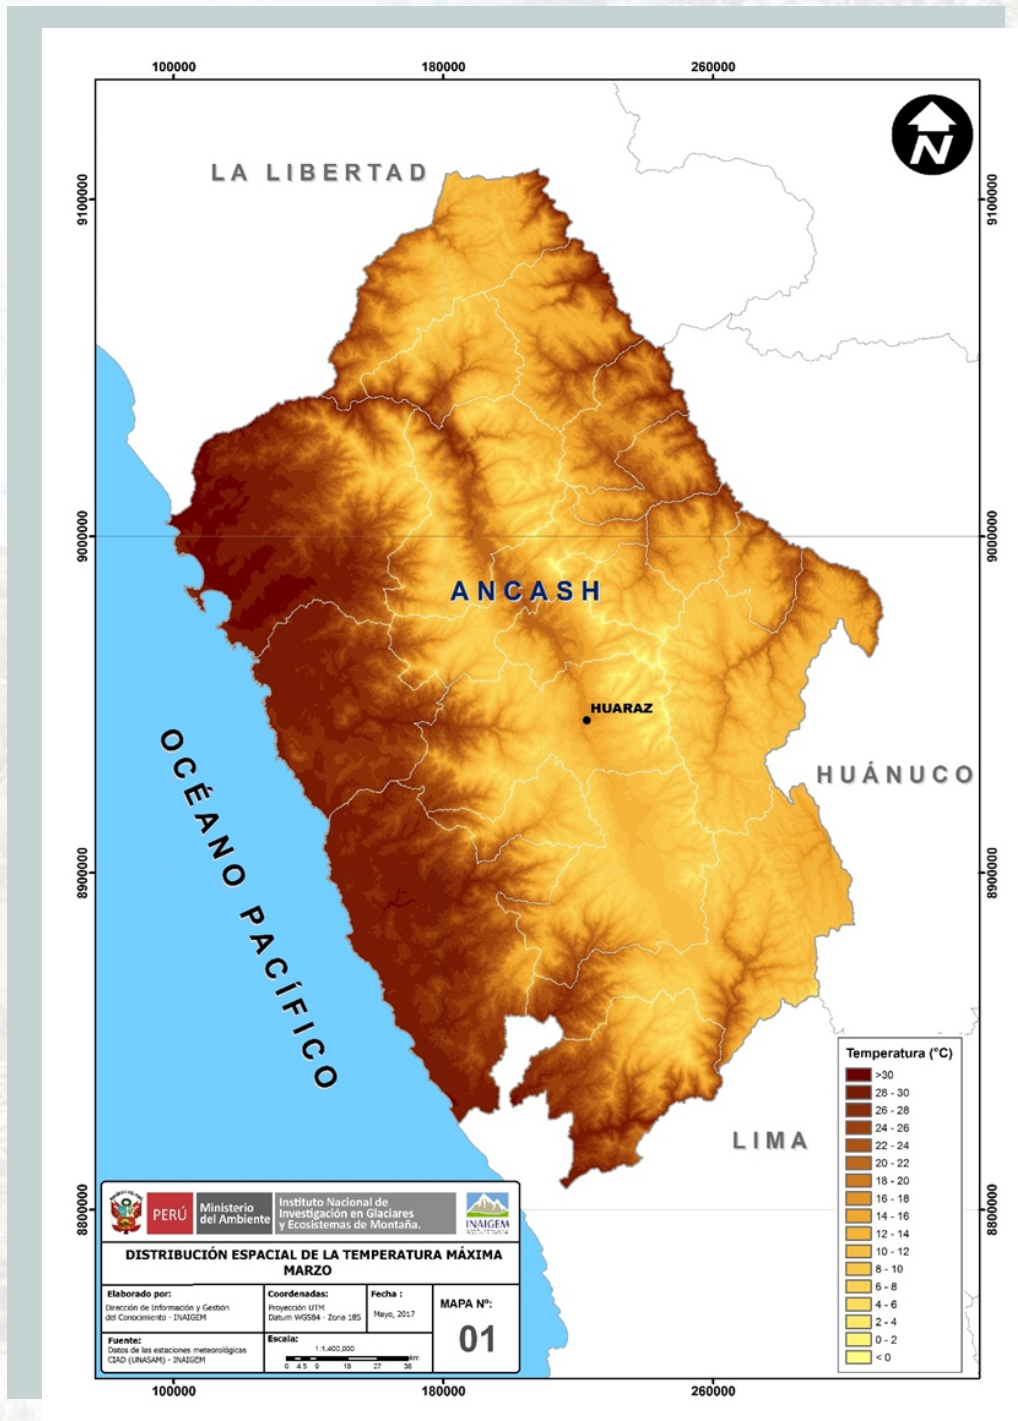 100000 180000 260000
LA LIBERTAD
N
9100000 9100000
9000000 9000000
ANCASH
HUARAZ
OCÉANO PACÍFICO
HUÁNUCO
8900000 8900000
LIMA
Temperatura (°C)
>30
28 - 30
26 - 28
24 - 26
22 - 24
20 - 22
18 - 20
16 - 18
14 - 16
12 - 14
10 - 12
8 - 10
6 - 8
4 - 6
2 - 4
0 - 2
< 0
8800000 8800000
PERÚ
Ministerio
del Ambiente
Instituto Nacional de
Investigación en Glaciares
y Ecosistemas de Montaña.
INAIGEM
DISTRIBUCIÓN ESPACIAL DE LA TEMPERATURA MÁXIMA
MARZO
Elaborado por:
Dirección de Información y Gestión
del Conocimiento - INAIGEM
Coordenadas:
Proyección UTM
Datum WGS84 - Zona 18S
Fecha :
Mayo, 2017
MAPA Nº:
01
Fuente:
Datos de las estaciones meteorológicas
CIAD (UNASAM) - INAIGEM
Escala:
1:1,400,000
0 4.5 9 18 27 36 Km
100000 180000 260000